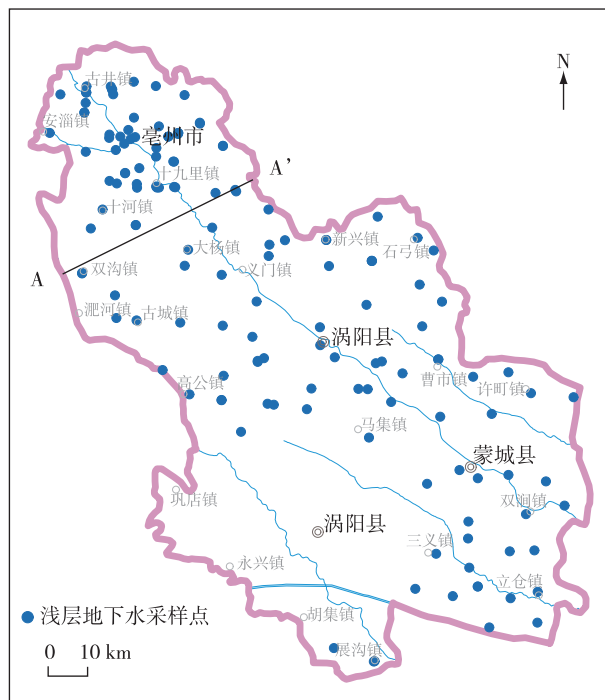 N
古井镇
安溜镇
亳州市
十九里镇
A'
十河镇
新兴镇
石弓镇
大杨镇
A
双沟镇
义门镇
淝河镇
古城镇
涡阳县
曹市镇
高公镇
许町镇
马集镇
蒙城县
巩店镇
双涧镇
涡阳县
三义镇
永兴镇
立仓镇
浅层地下水采样点
胡集镇
展沟镇
0 10 km